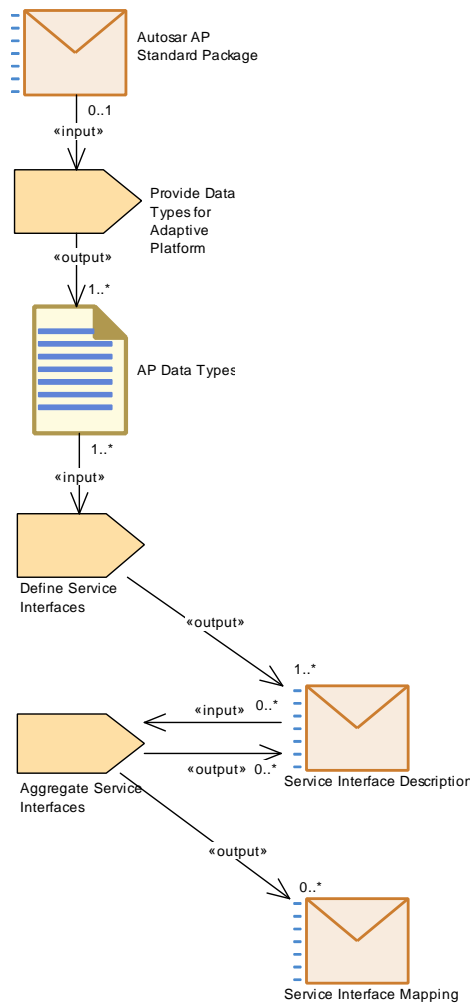 Autosar AP
Standard Package
0..1
«input»
Provide Data
Types for
Adaptive
Platform
«output»
1..*
AP Data Types
1..*
«input»
Define Service
Interfaces
«output»
1..*
«input»
0..*
«output»
0..*
Aggregate Service
Interfaces
Service Interface Description
«output»
0..*
Service Interface Mapping